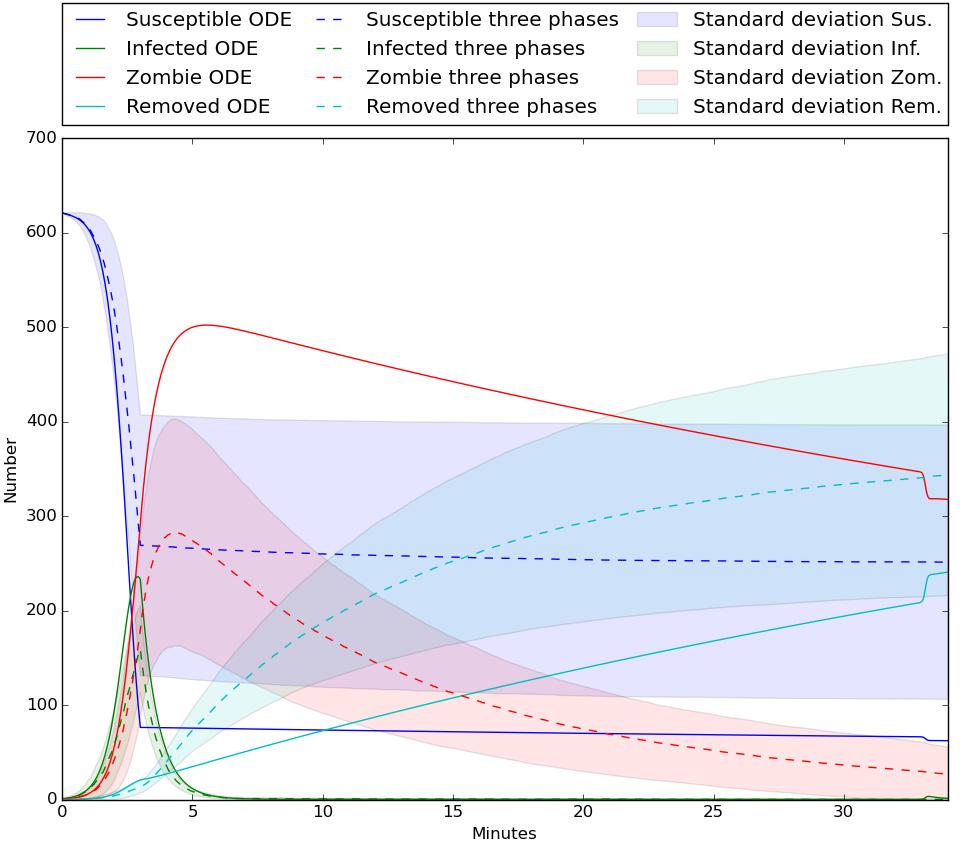 Susceptible ODE Susceptible three phases Standard deviation Sus.
Infected ODE Infected three phases Standard deviation Inf.
Zombie ODE Zombie three phases Standard deviation Zom.
Removed ODE Removed three phases Standard deviation Rem.
700
600
500
400
300
200
100
0
Number
0 5 10 15 20 25 30
Minutes